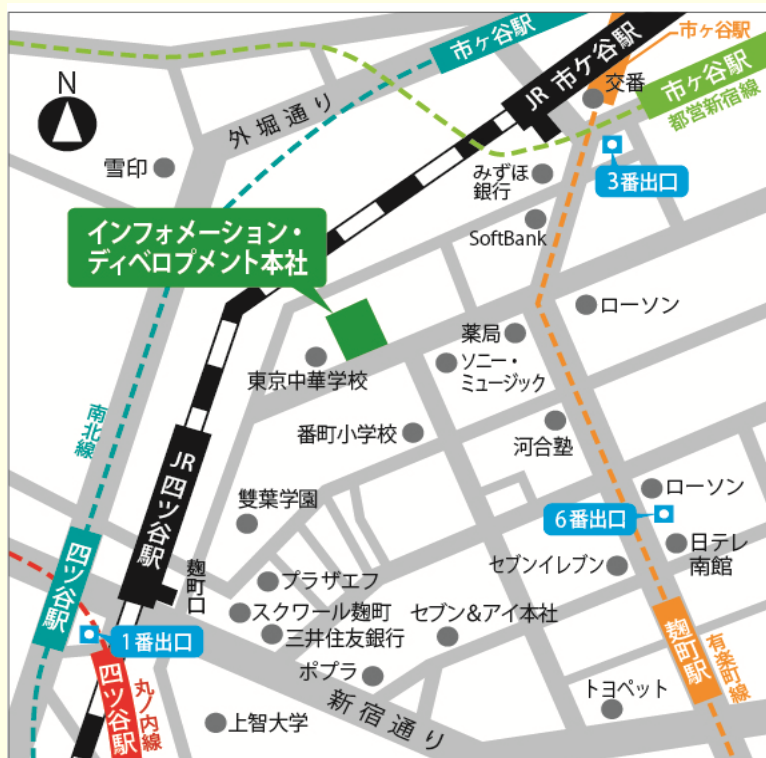 市ケ谷駅
市ケ谷駅
JR 市ケ谷駅
交番
市ケ谷駅
都営新宿線
N
外堀通り
雪印
みずほ
銀行
3番出口
SoftBank
インフォメーション・
ディベロプメント本社
ローソン
薬局
ソニー・
ミュージック
東京中華学校
南北線
番町小学校
河合塾
JR 四ツ谷駅
雙葉学園
ローソン
6番出口
日テレ
南館
セブンイレブン
四ツ谷駅
麹町口
プラザエフ
スクワール麹町
セブン&アイ本社
三井住友銀行
1番出口
麹町駅
有楽町線
四ツ谷駅
丸ノ内線
ポプラ
新宿通り
トヨペット
上智大学